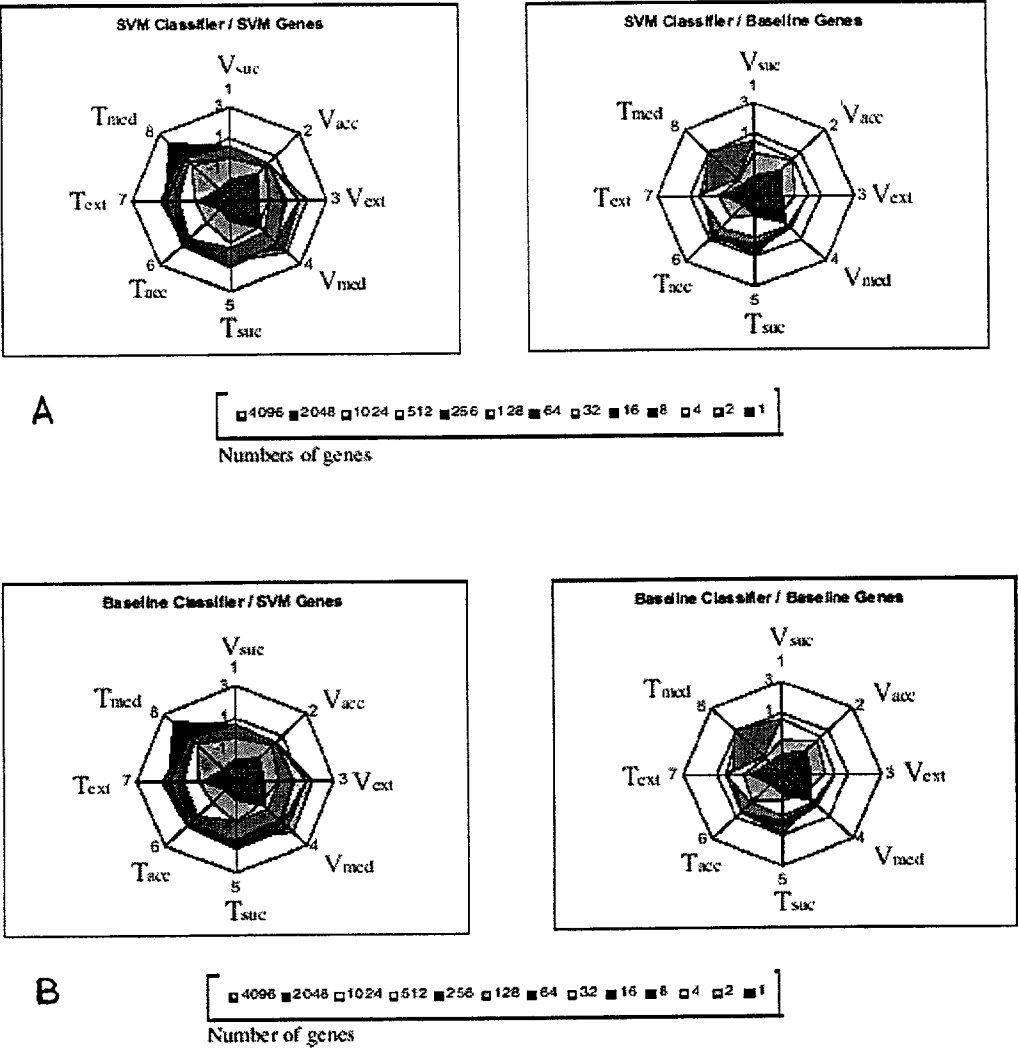 SVM Classifier / SVM Genes
Vsuc
1
3
1
-1
2
Vacc
3
Vext
4
Vmed
5
Tsuc
6
Tacc
7
Text
8
Tmed
SVM Classifier / Baseline Genes
Vsuc
1
3
1
2
Vacc
3
Vext
4
Vmed
5
Tsuc
6
Tacc
7
Text
8
Tmed
A
4096 2048 1024 512 256 128 64 32 16 8 4 2 1
Numbers of genes
Baseline Classifier / SVM Genes
Vsuc
1
3
1
-1
2
Vacc
3
Vext
4
Vmed
5
Tsuc
6
Tacc
7
Text
8
Tmed
Baseline Classifier / Baseline Genes
Vsuc
1
3
1
2
Vacc
3
Vext
4
Vmed
5
Tsuc
6
Tacc
7
Text
8
Tmed
B
4096 2048 1024 512 256 128 64 32 16 8 4 2 1
Number of genes